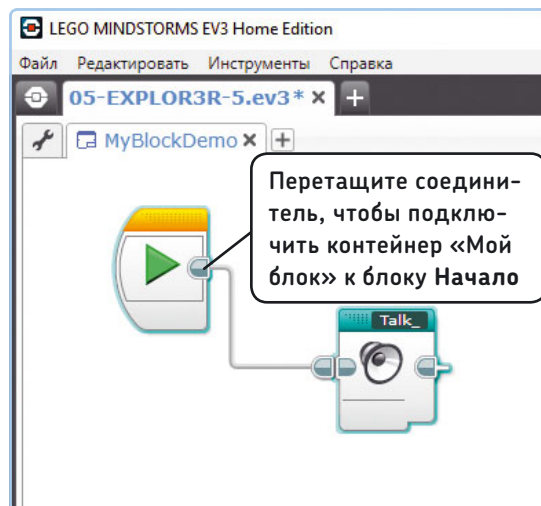 LEGO MINDSTORMS EV3 Home Edition
Файл Редактировать Инструменты Справка
05-EXPLOR3R-5.ev3* × +
MyBlockDemo × +
Перетащите соедини-
тель, чтобы подклю-
чить контейнер «Мой
блок» к блоку Начало
Talk_